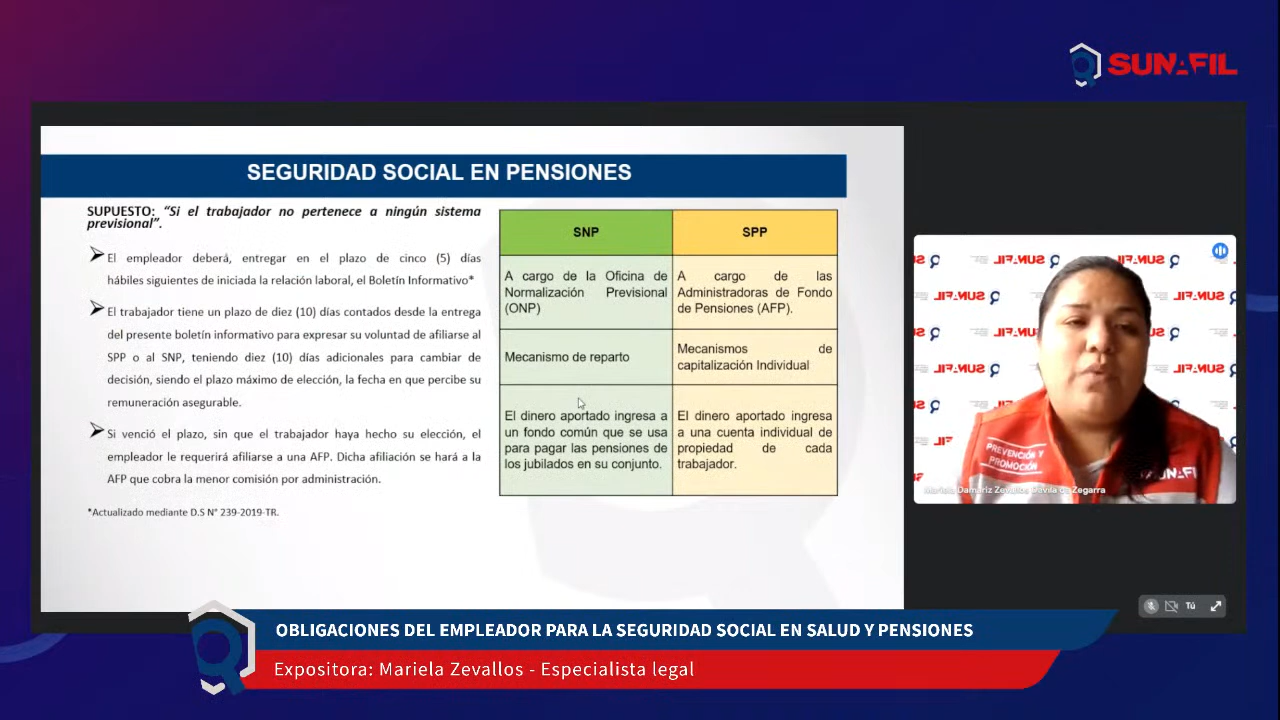 SUNAFIL
SEGURIDAD SOCIAL EN PENSIONES
SUPUESTO: “Si el trabajador no pertenece a ningún sistema
previsional”.
El empleador deberá, entregar en el plazo de cinco (5) días
hábiles siguientes de iniciada la relación laboral, el Boletín Informativo*
El trabajador tiene un plazo de diez (10) días contados desde la entrega
del presente boletín informativo para expresar su voluntad de afiliarse al
SPP o al SNP, teniendo diez (10) días adicionales para cambiar de
decisión, siendo el plazo máximo de elección, la fecha en que percibe su
remuneración asegurable.
Si venció el plazo, sin que el trabajador haya hecho su elección, el
empleador le requerirá afiliarse a una AFP. Dicha afiliación se hará a la
AFP que cobra la menor comisión por administración.
*Actualizado mediante D.S N° 239-2019-TR.
SNP
SPP
A cargo de la Oficina de
Normalización Previsional
(ONP)
A cargo de las
Administradoras de Fondo
de Pensiones (AFP).
Mecanismo de reparto
Mecanismos de
capitalización Individual
El dinero aportado ingresa a
un fondo común que se usa
para pagar las pensiones de
los jubilados en su conjunto.
El dinero aportado ingresa
a una cuenta individual de
propiedad de cada
trabajador.
PREVENCIÓN Y
PROMOCIÓN
SUNAFI
Mariela Damariz Zevallos Davila de Zegarra
Tú
OBLIGACIONES DEL EMPLEADOR PARA LA SEGURIDAD SOCIAL EN SALUD Y PENSIONES
Expositora: Mariela Zevallos - Especialista legal